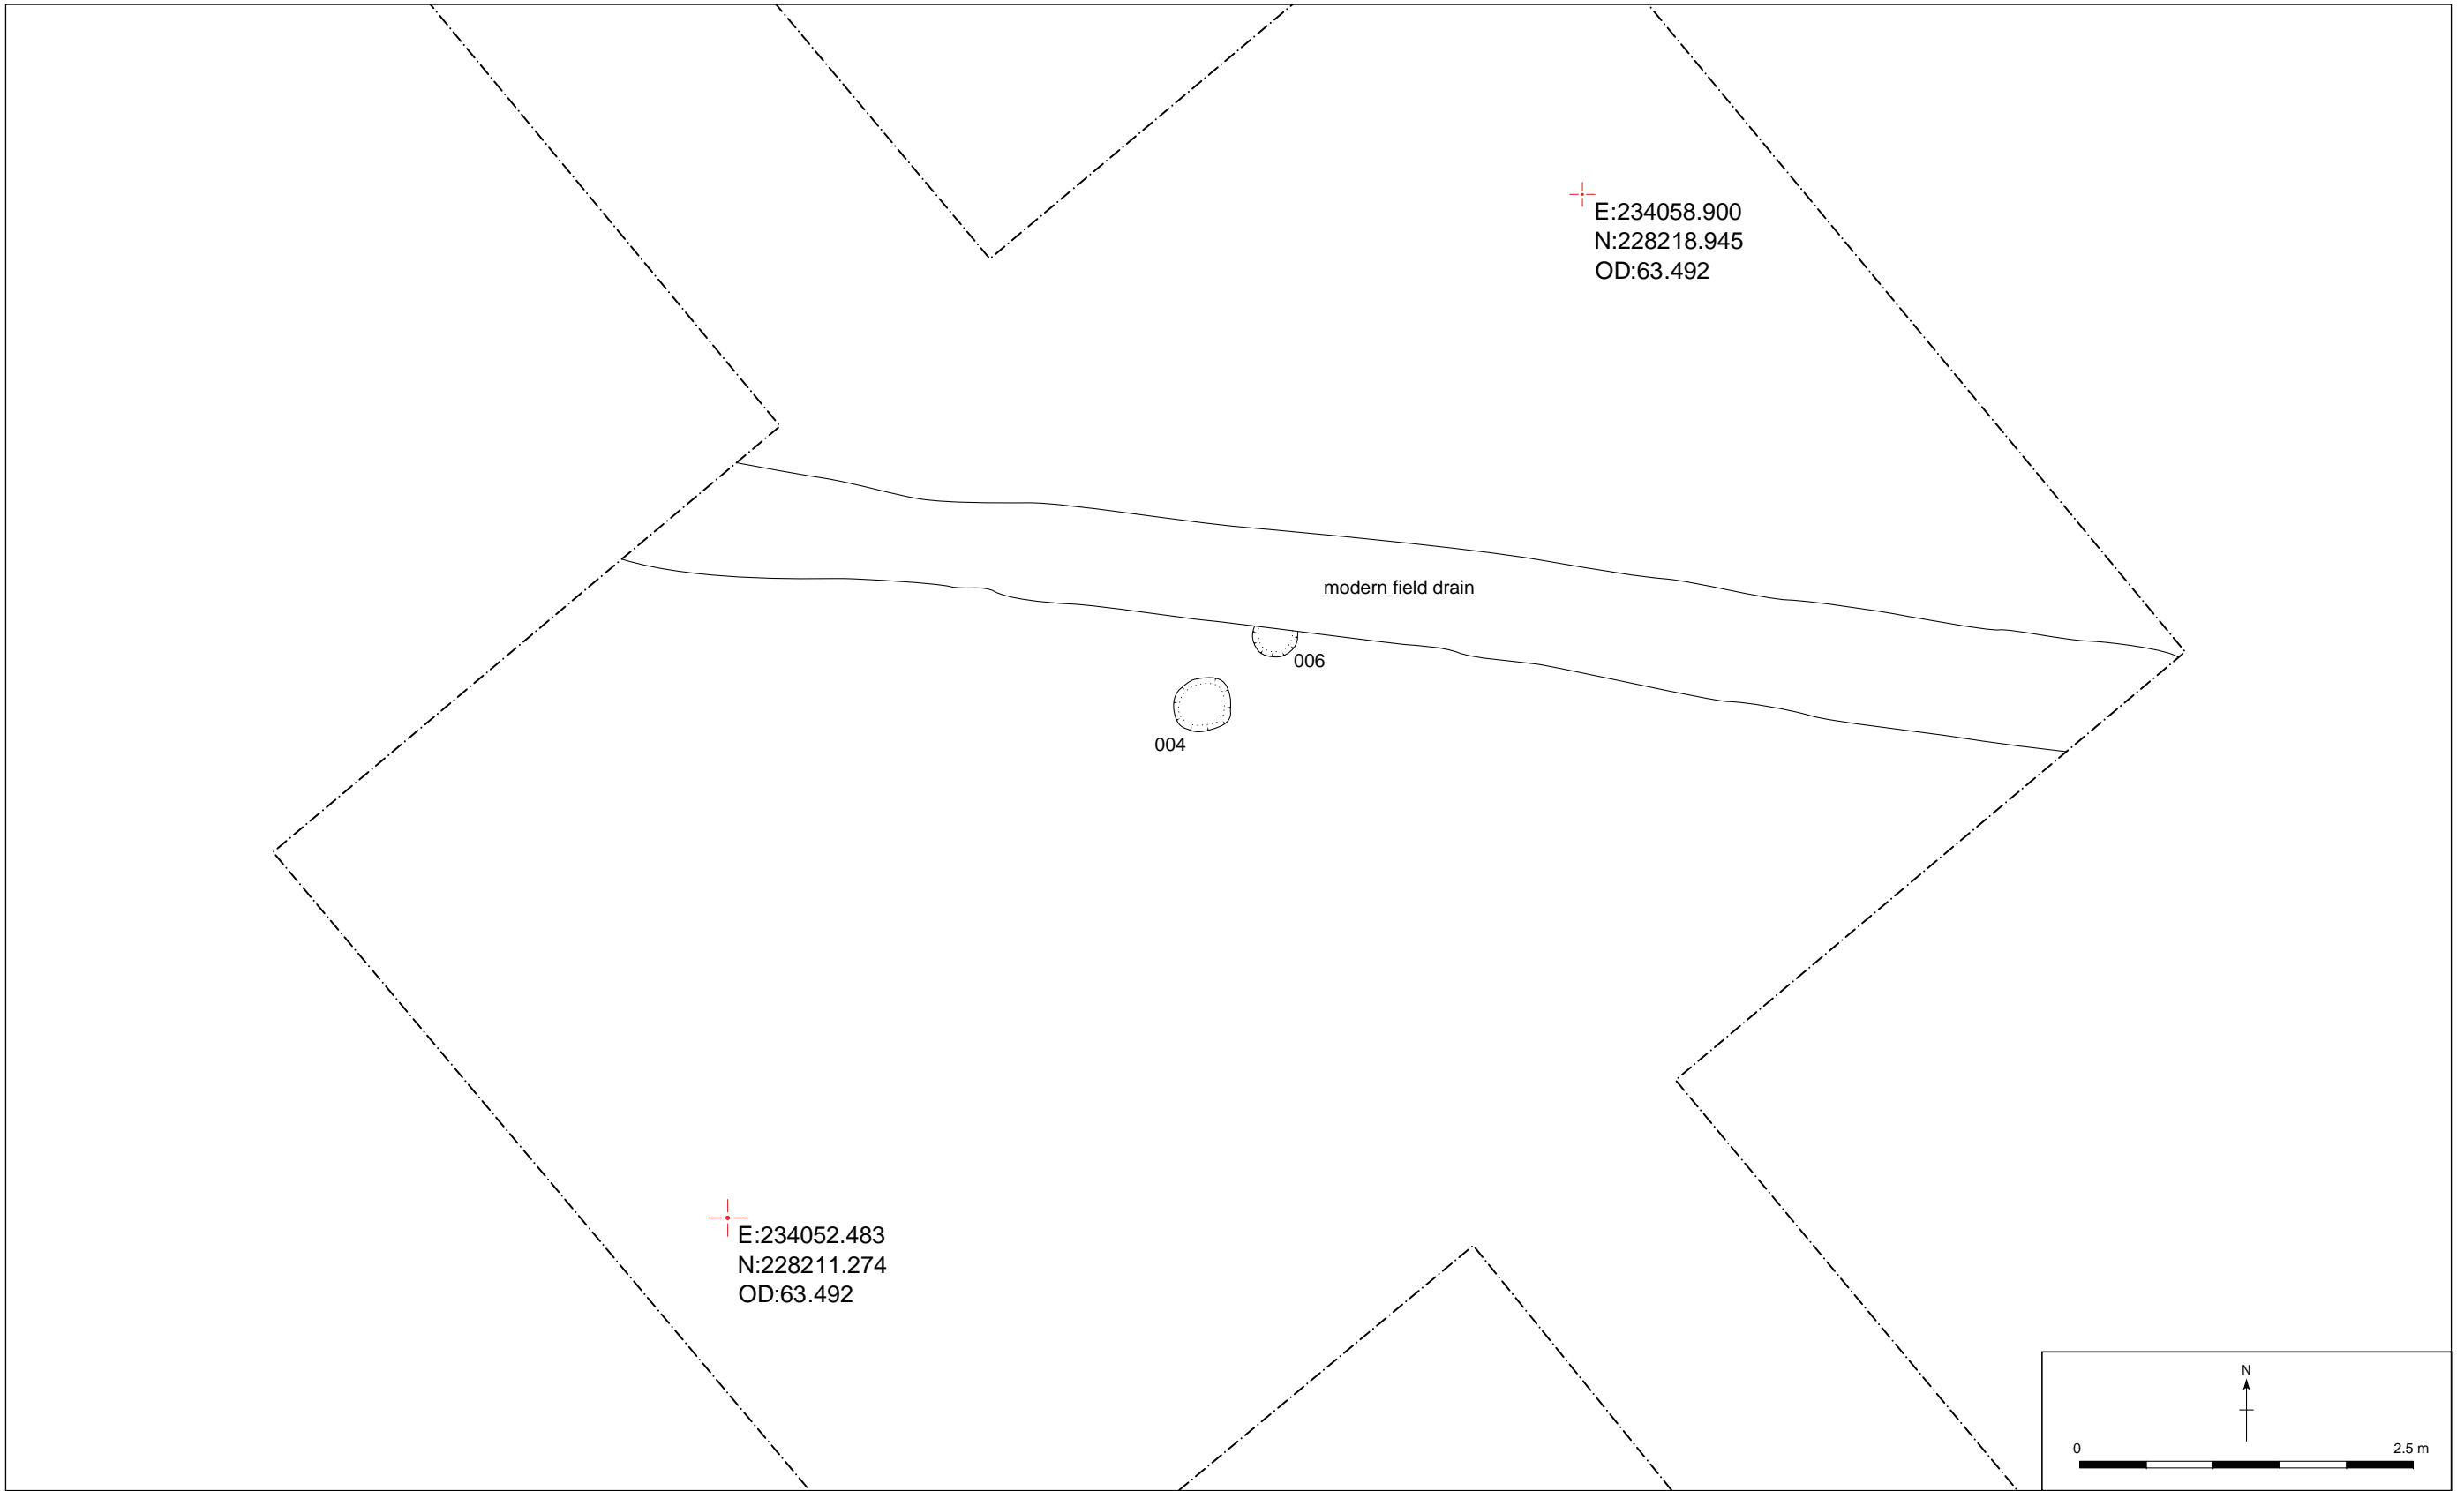 E:234058.900
N:228218.945
OD:63.492
modern field drain
006
004
E:234052.483
N:228211.274
OD:63.492
N
0 2.5 m